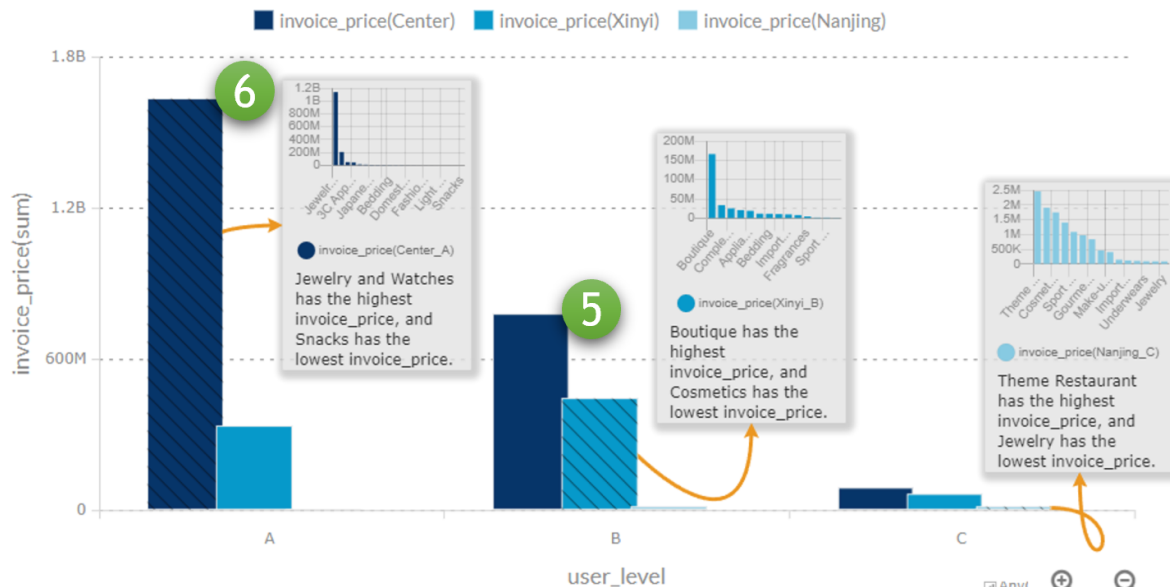 invoice_price(Center) invoice_price(Xinyi) invoice_price(Nanjing)
invoice_price(sum)
1.8B
1.2B
600M
0
6
1.2B
1B
800M
600M
400M
200M
0
Jewelr...
3C App...
Japane...
Bedding
Domest...
Fashio...
Light ...
Snacks
invoice_price(Center_A)
Jewelry and Watches
has the highest
invoice_price, and
Snacks has the
lowest invoice_price.
5
200M
150M
100M
50M
0
Boutique
Comple...
Applia...
Bedding
Import...
Fragrances
Sport ...
invoice_price(Xinyi_B)
Boutique has the
highest
invoice_price, and
Cosmetics has the
lowest invoice_price.
2.5M
2M
1.5M
1M
500K
0
Theme ...
Cosmet...
Sport ...
Gourme...
Make-u...
Import...
Underwears
Jewelry
invoice_price(Nanjing_C)
Theme Restaurant
has the highest
invoice_price, and
Jewelry has the
lowest invoice_price.
A B C
user_level